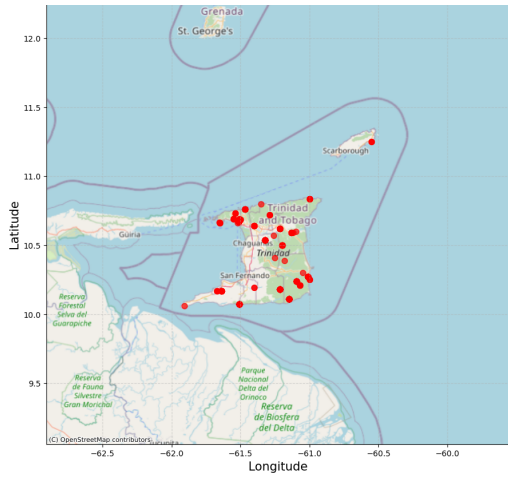 Grenada
St. George's
12.0
11.5
11.0
10.5
10.0
9.5
Scarborough
Trinidad
and Tobago
Güiria
Chaguanas
Trinidad
San Fernando
Reserva
Forestal
Selva del
Guarapiche
Reserva
de Fauna
Silvestre
Gran Morichal
Parque
Nacional
Delta del
Orinoco
Reserva
de Biosfera
del Delta
(C) OpenStreetMap contributors
−62.5
−62.0
−61.5
−61.0
−60.5
−60.0
Longitude
Latitude